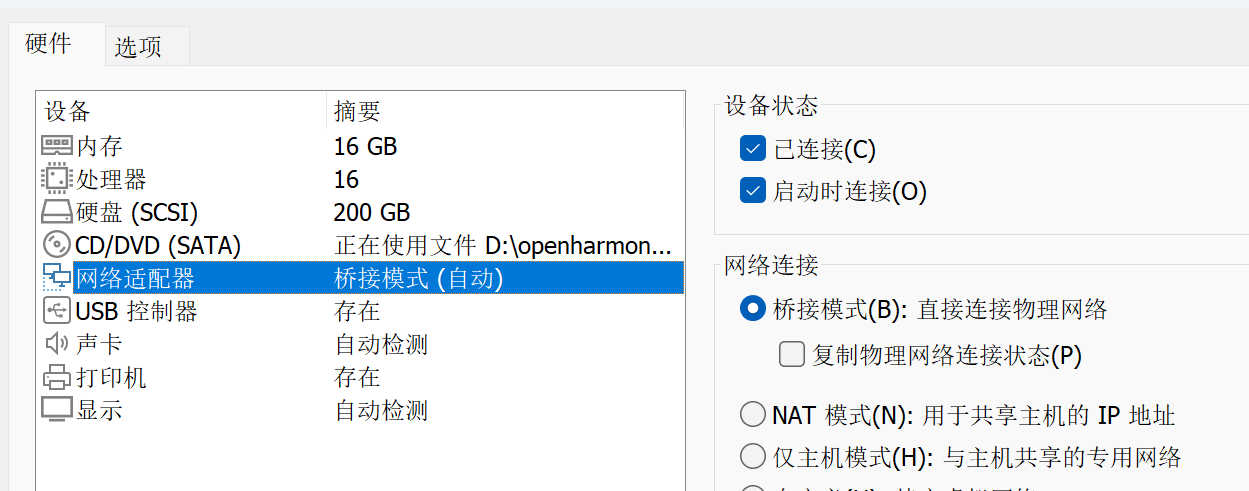 硬件 选项
设备 摘要
内存 16 GB
处理器 16
硬盘 (SCSI) 200 GB
CD/DVD (SATA) 正在使用文件 D:\openharmon...
网络适配器 桥接模式 (自动)
USB 控制器 存在
声卡 自动检测
打印机 存在
显示 自动检测
设备状态
已连接(C)
启动时连接(O)
网络连接
桥接模式(B): 直接连接物理网络
复制物理网络连接状态(P)
NAT 模式(N): 用于共享主机的 IP 地址
仅主机模式(H): 与主机共享的专用网络